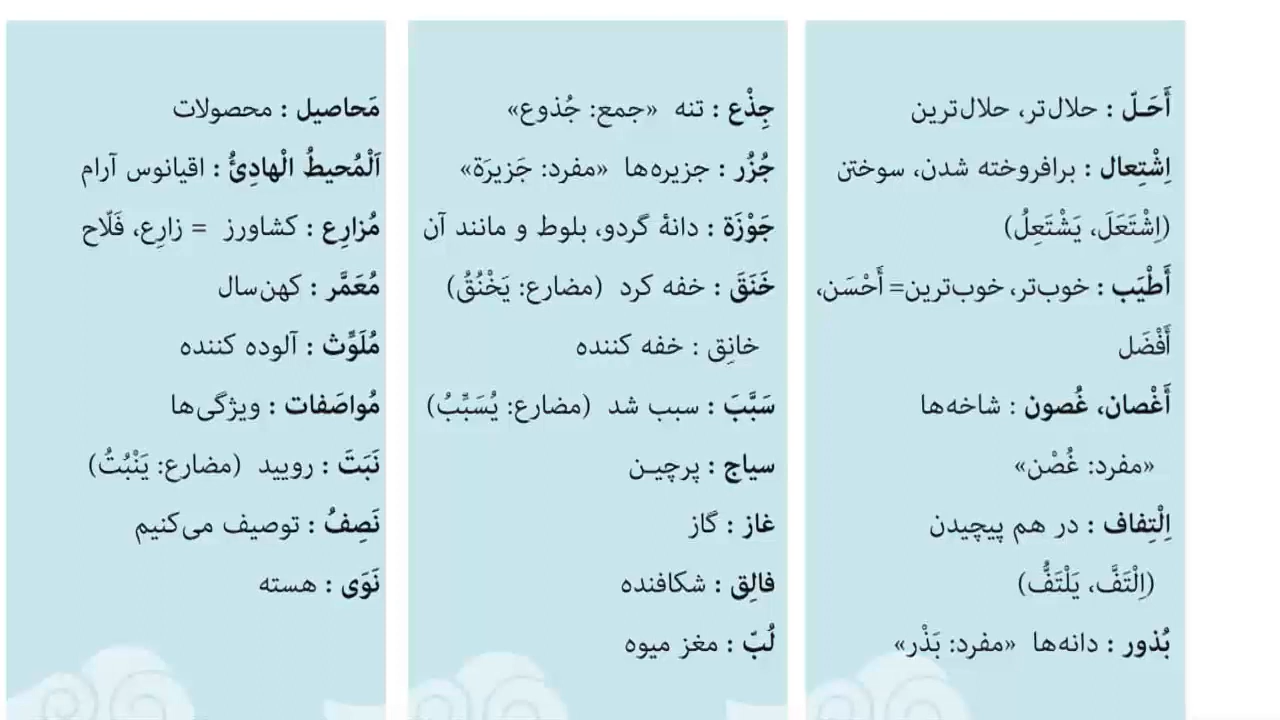 أَحَـلّ : حلال‌تر، حلال‌ترین
اِشْتِعال : برافروخته شدن، سوختن
(اِشْتَعَلَ، یَشْتَعِلُ)
أَطْیَب : خوب‌تر، خوب‌ترین= أَحْسَن،
أَفْضَل
أَغْصان، غُصون : شاخه‌ها
«مفرد: غُصْن»
اِلْتِفاف : در هم پیچیدن
(اِلْتَفَّ، یَلْتَفُّ)
بُذور : دانه‌ها «مفرد: بَذْر»
جِذْع : تنه «جمع: جُذوع»
جُزُر : جزیره‌ها «مفرد: جَزیرَة»
جَوْزَة : دانهٔ گردو، بلوط و مانند آن
خَنَقَ : خفه کرد (مضارع: یَخْنُقُ)
خانِق : خفه کننده
سَبَّبَ : سبب شد (مضارع: یُسَبِّبُ)
سیاج : پرچیـن
غاز : گاز
فالِق : شکافنده
لُبّ : مغز میوه
مَحاصیل : محصولات
اَلْمُحیطُ الْهادِئُ : اقیانوس آرام
مُزارِع : کشاورز = زارِع، فَلّاح
مُعَمَّر : کهن‌سال
مُلَوِّث : آلوده کننده
مُواصَفات : ویژگی‌ها
نَبَتَ : رویید (مضارع: یَنْبُتُ)
نَصِفُ : توصیف می‌کنیم
نَوَی : هسته